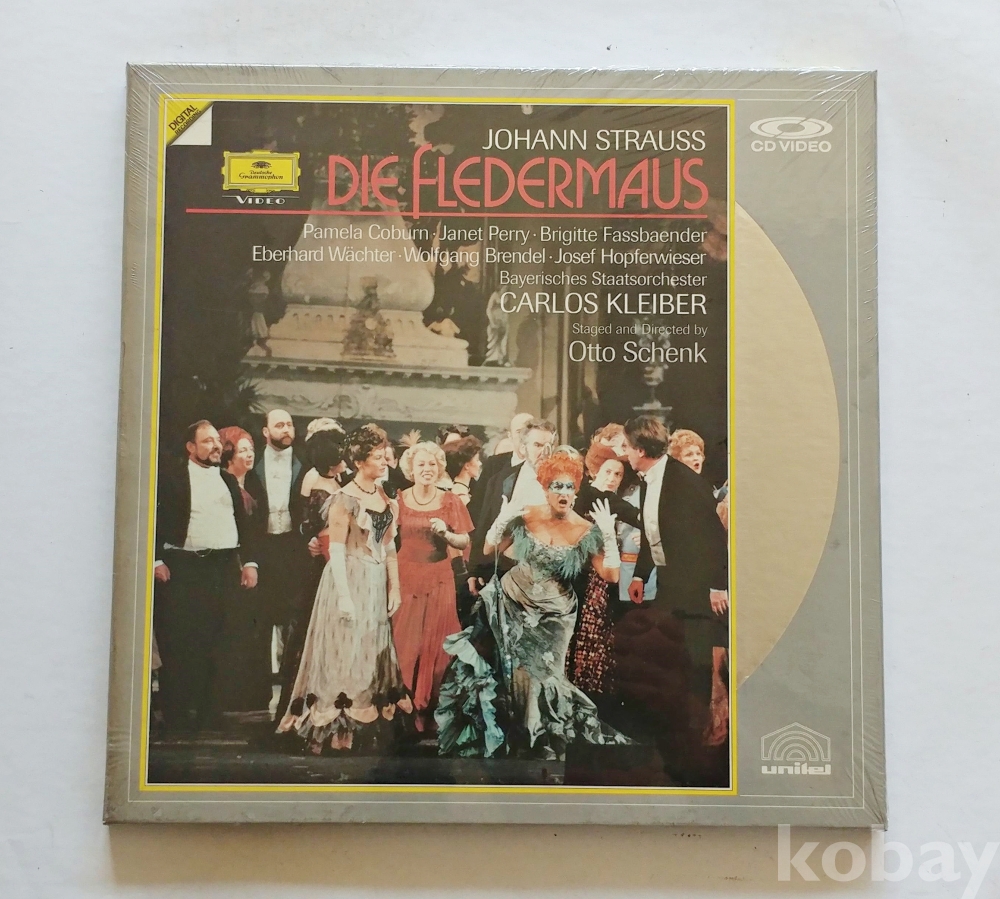 DIGITAL
RECORDING
Deutsche
Grammophon
VIDEO
JOHANN STRAUSS
DIE FLEDERMAUS
Pamela Coburn · Janet Perry · Brigitte Fassbaender
Eberhard Wächter · Wolfgang Brendel · Josef Hopferwieser
Bayerisches Staatsorchester
CARLOS KLEIBER
Staged and Directed by
Otto Schenk
CD VIDEO
unitel
kobay